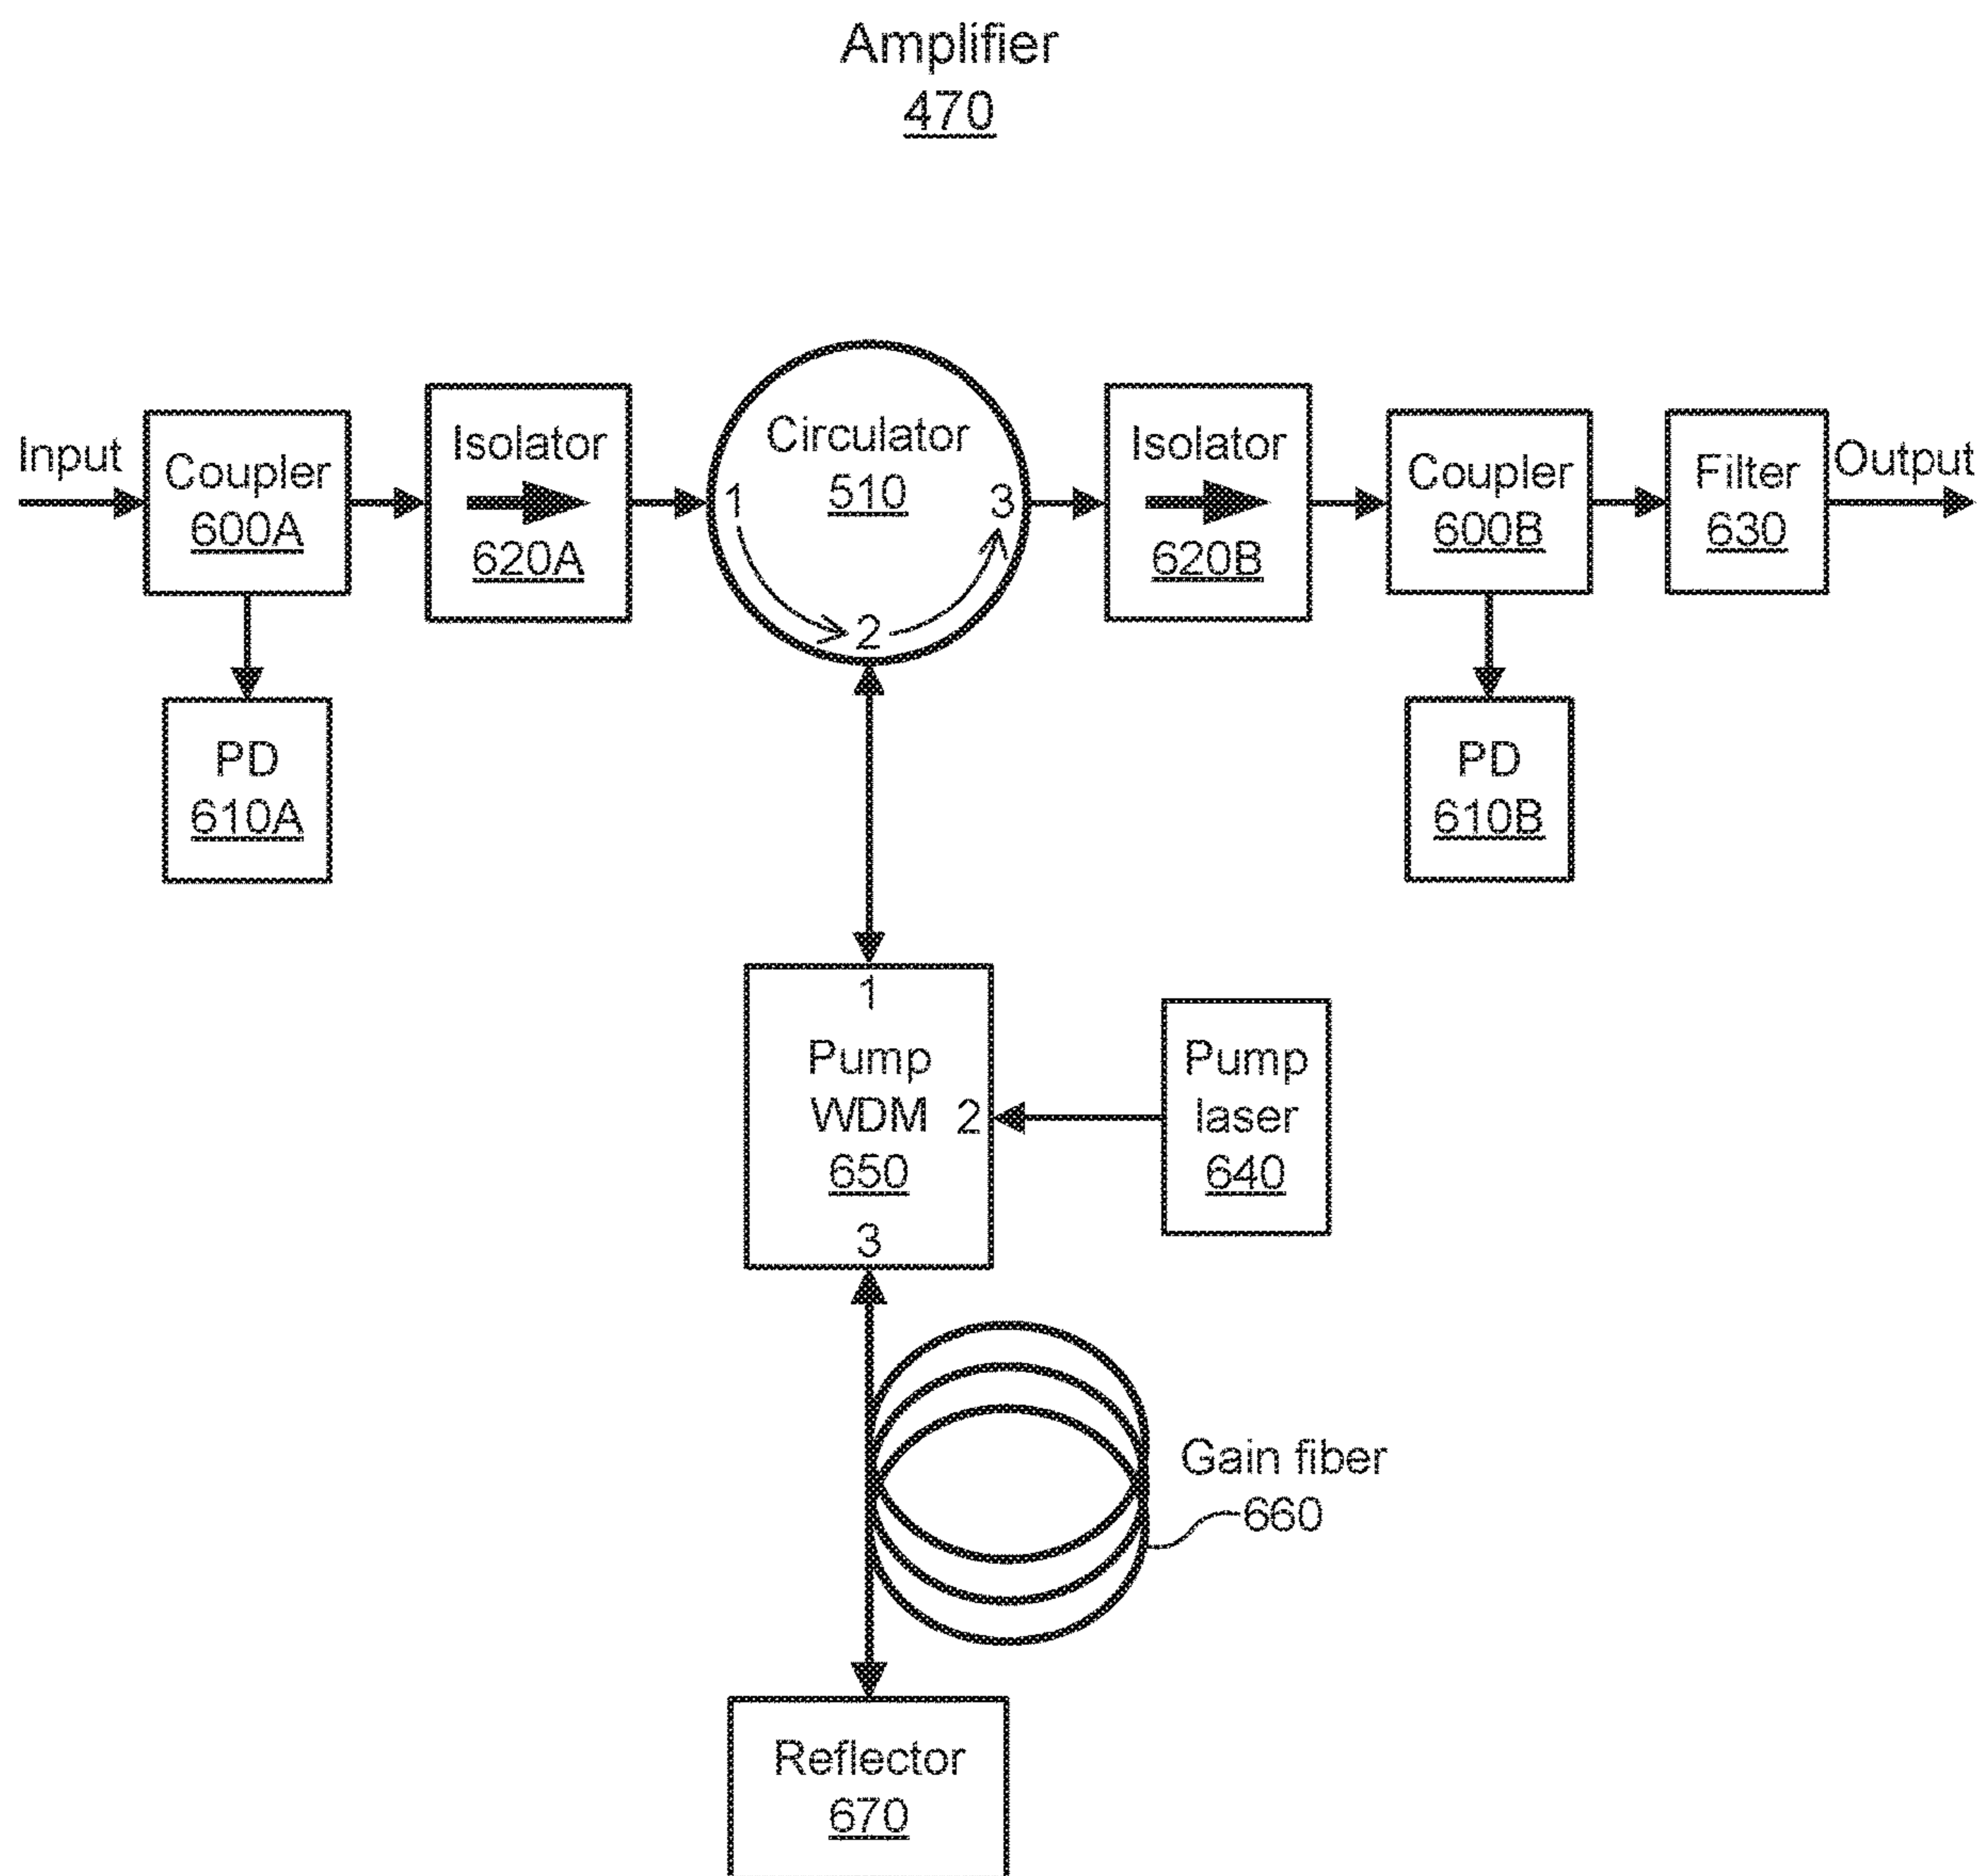 Amplifier
470
Input
Coupler
600A
Isolator
620A
Circulator
510
1
2
3
Isolator
620B
Coupler
600B
Filter
630
Output
PD
610A
PD
610B
1
Pump
WDM
650
2
3
Pump
laser
640
Gain fiber
660
Reflector
670